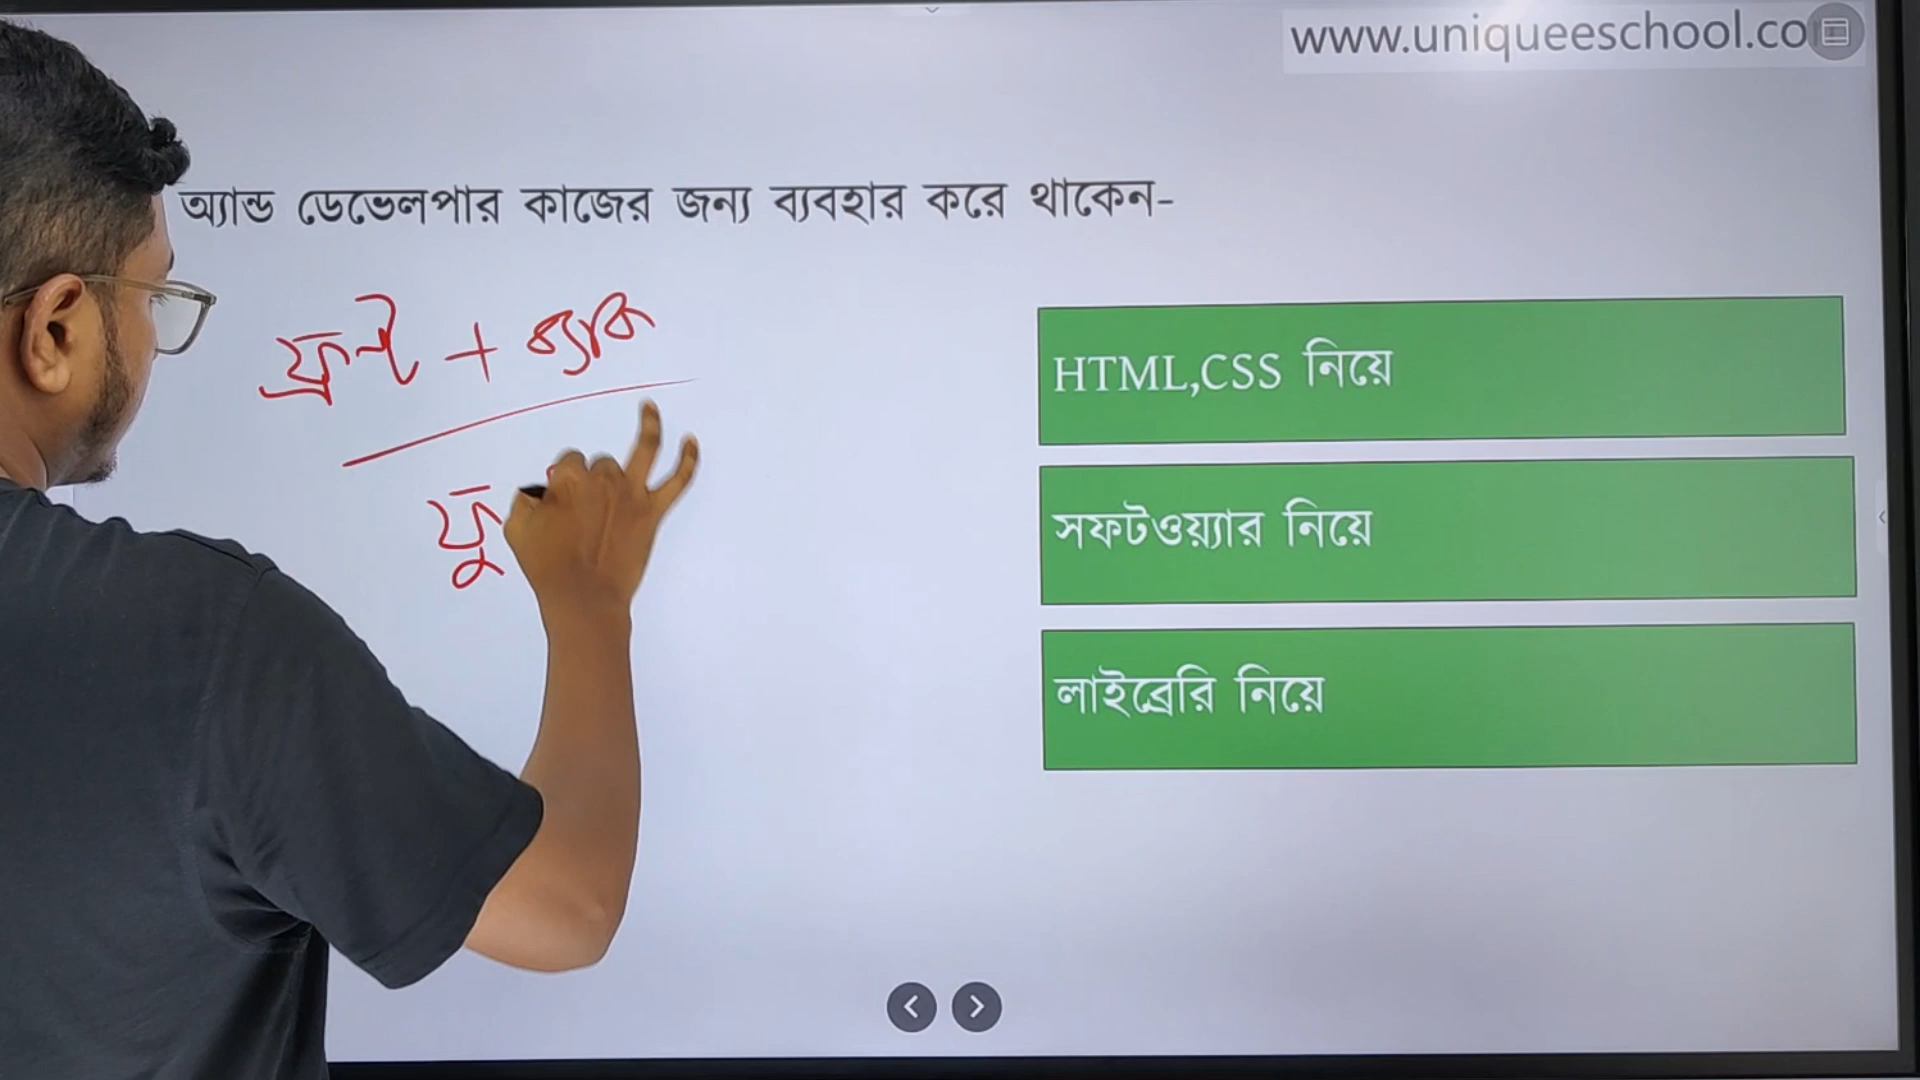 www.uniqueeschool.co
অ্যান্ড ডেভেলপার কাজের জন্য ব্যবহার করে থাকেন-
ফ্রন্ট + ব্যাক
ফু
HTML,CSS নিয়ে
সফটওয়্যার নিয়ে
লাইব্রেরি নিয়ে